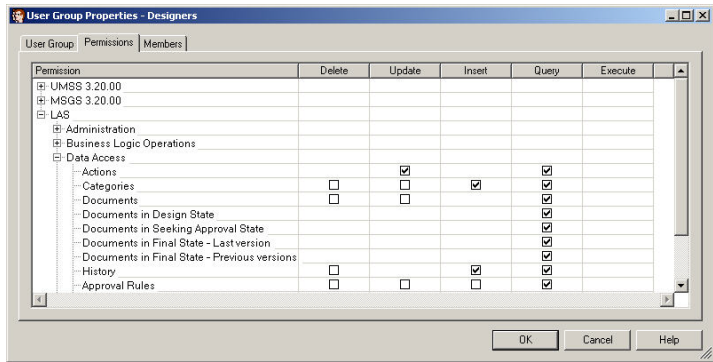 User Group Properties - Designers
User Group Permissions Members
Permission Delete Update Insert Query Execute
UMSS 3.20.00
MSGS 3.20.00
LAS
Administration
Business Logic Operations
Data Access
Actions
Categories
Documents
Documents in Design State
Documents in Seeking Approval State
Documents in Final State - Last version
Documents in Final State - Previous versions
History
Approval Rules
OK Cancel Help